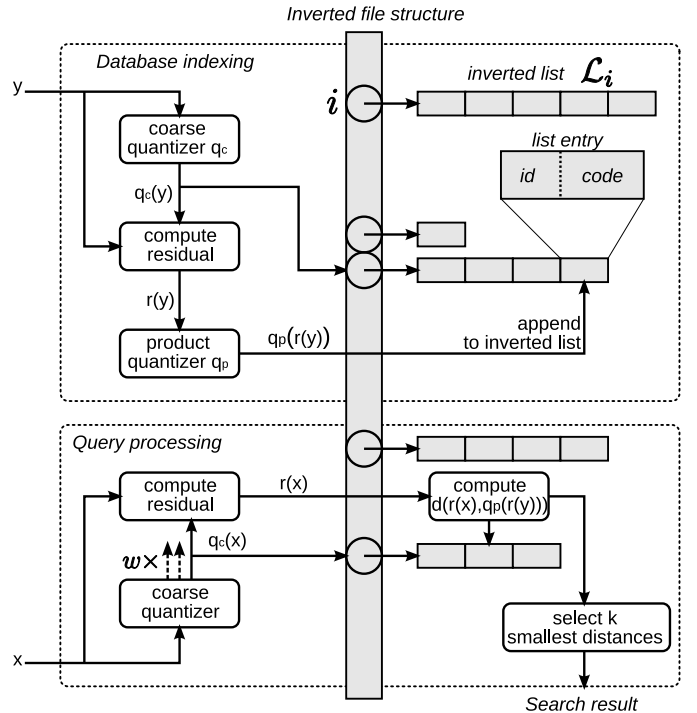 Inverted file structure
Database indexing
y
i
inverted list 𝓛i
coarse
quantizer qc
list entry
id code
qc(y)
compute
residual
r(y)
product
quantizer qp
qp(r(y))
append
to inverted list
Query processing
compute
residual
r(x)
compute
d(r(x),qp(r(y)))
qc(x)
w×
coarse
quantizer
select k
smallest distances
x
Search result